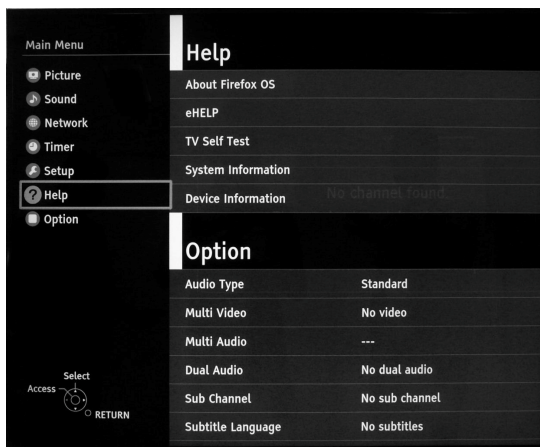 Main Menu
Picture
Sound
Network
Timer
Setup
Help
Option
Select
Access
RETURN
Help
About Firefox OS
eHELP
TV Self Test
System Information
Device Information
No channel found.
Option
Audio Type Standard
Multi Video No video
Multi Audio ---
Dual Audio No dual audio
Sub Channel No sub channel
Subtitle Language No subtitles